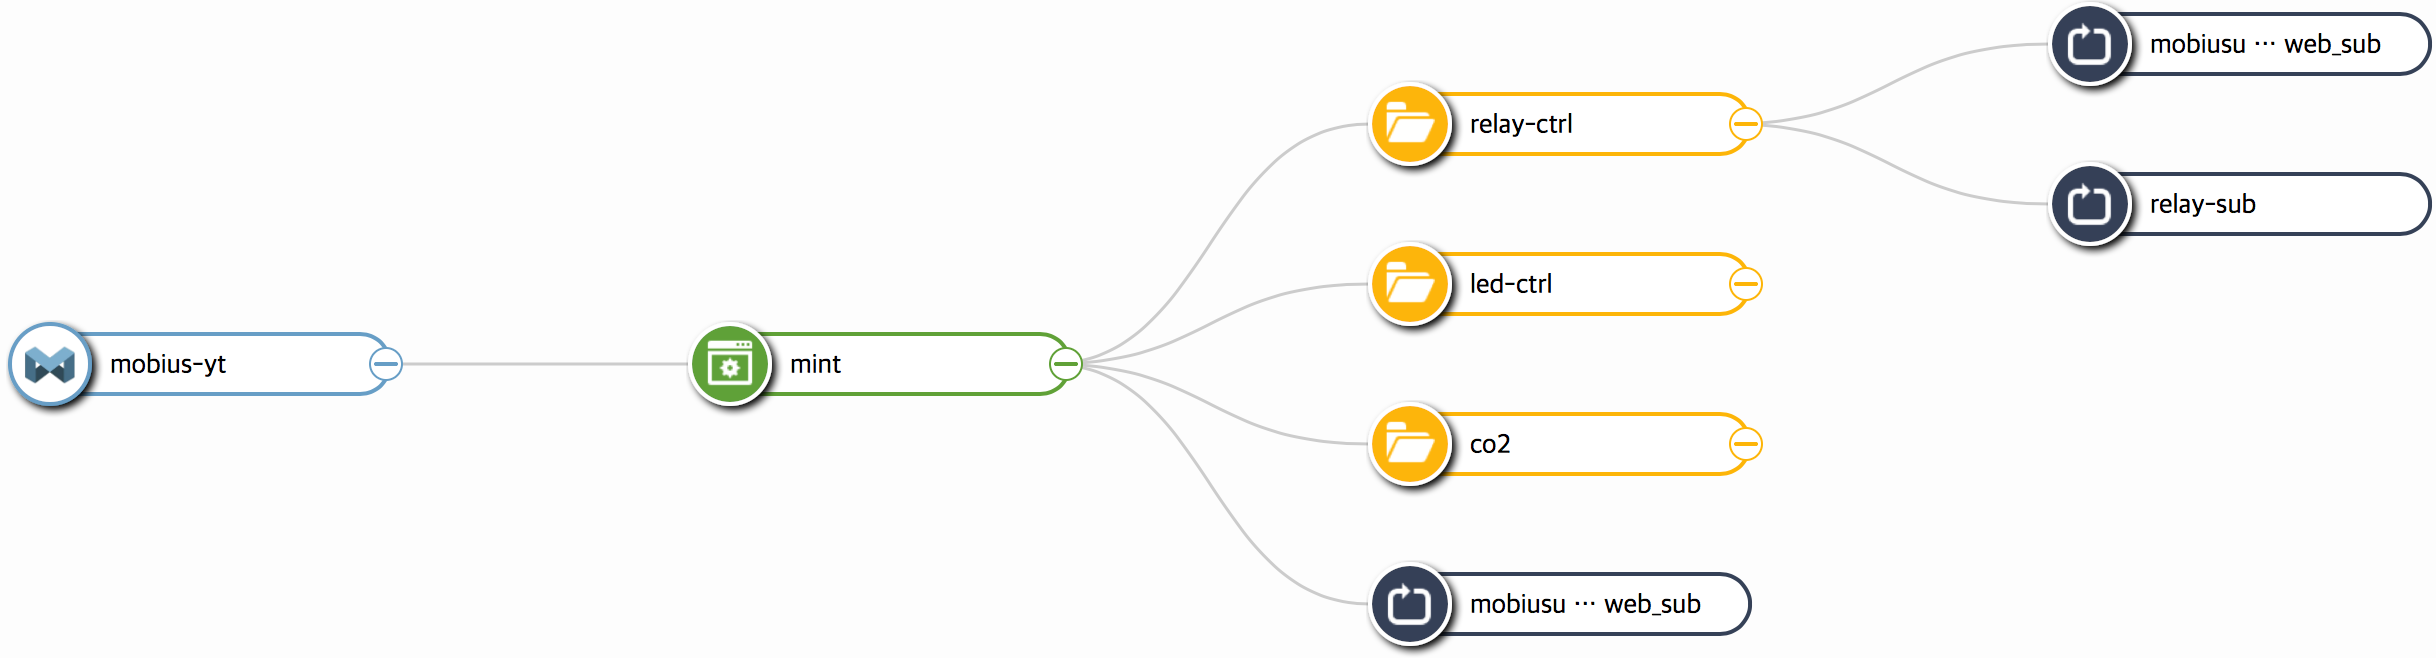 mobiusu ··· web_sub
relay-ctrl
relay-sub
led-ctrl
mobius-yt
mint
co2
mobiusu ··· web_sub